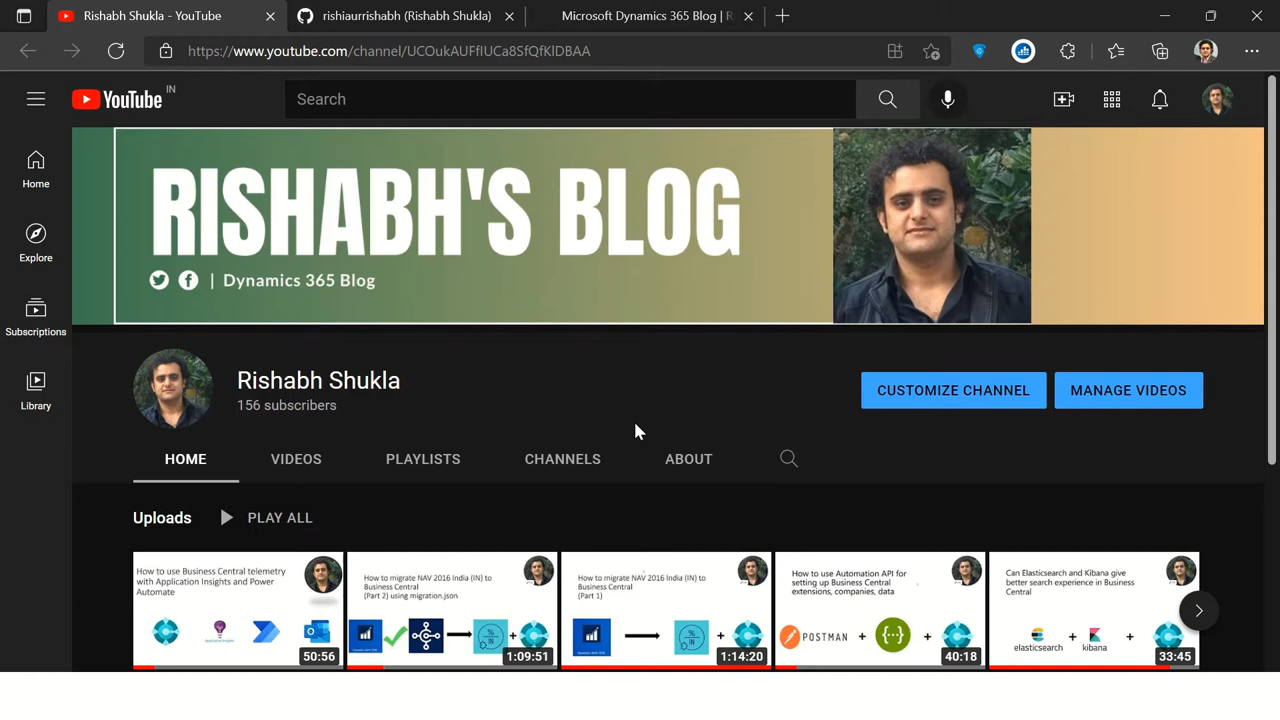 Rishabh Shukla - YouTube
rishiaurrishabh (Rishabh Shukla)
Microsoft Dynamics 365 Blog | R
https://www.youtube.com/channel/UCOukAUFflUCa8SfQfKlDBAA
YouTube IN
Search
Home
Explore
Subscriptions
Library
RISHABH'S BLOG
| Dynamics 365 Blog
Rishabh Shukla
156 subscribers
CUSTOMIZE CHANNEL
MANAGE VIDEOS
HOME VIDEOS PLAYLISTS CHANNELS ABOUT
Uploads PLAY ALL
How to use Business Central telemetry
with Application Insights and Power
Automate
50:56
How to migrate NAV 2016 India (IN) to
Business Central
(Part 2) using migration.json
1:09:51
How to migrate NAV 2016 India (IN) to
Business Central
(Part 1)
1:14:20
How to use Automation API for
setting up Business Central
extensions, companies, data
POSTMAN + +
40:18
Can Elasticsearch and Kibana give
better search experience in Business
Central
elasticsearch + kibana +
33:45